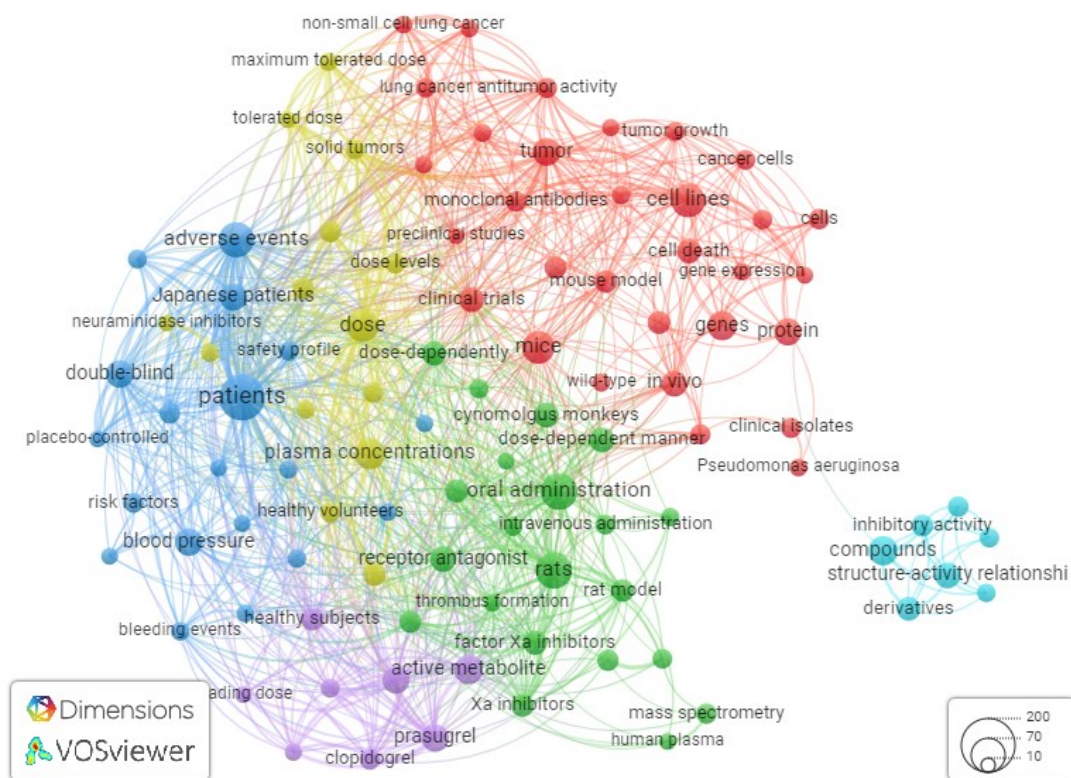 non-small cell lung cancer
maximum tolerated dose
lung cancer antitumor activity
tolerated dose
tumor growth
solid tumors
tumor
cancer cells
monoclonal antibodies
cell lines
cells
preclinical studies
adverse events
cell death
dose levels
gene expression
mouse model
Japanese patients
clinical trials
neuraminidase inhibitors
dose
genes
protein
safety profile
dose-dependently
mice
double-blind
wild-type
in vivo
patients
cynomolgus monkeys
clinical isolates
placebo-controlled
dose-dependent manner
plasma concentrations
Pseudomonas aeruginosa
oral administration
risk factors
healthy volunteers
intravenous administration
inhibitory activity
blood pressure
compounds
receptor antagonist
rats
structure-activity relationshi
rat model
thrombus formation
derivatives
healthy subjects
bleeding events
factor Xa inhibitors
active metabolite
ading dose
Xa inhibitors
mass spectrometry
prasugrel
human plasma
clopidogrel
Dimensions
VOSviewer
200
70
10